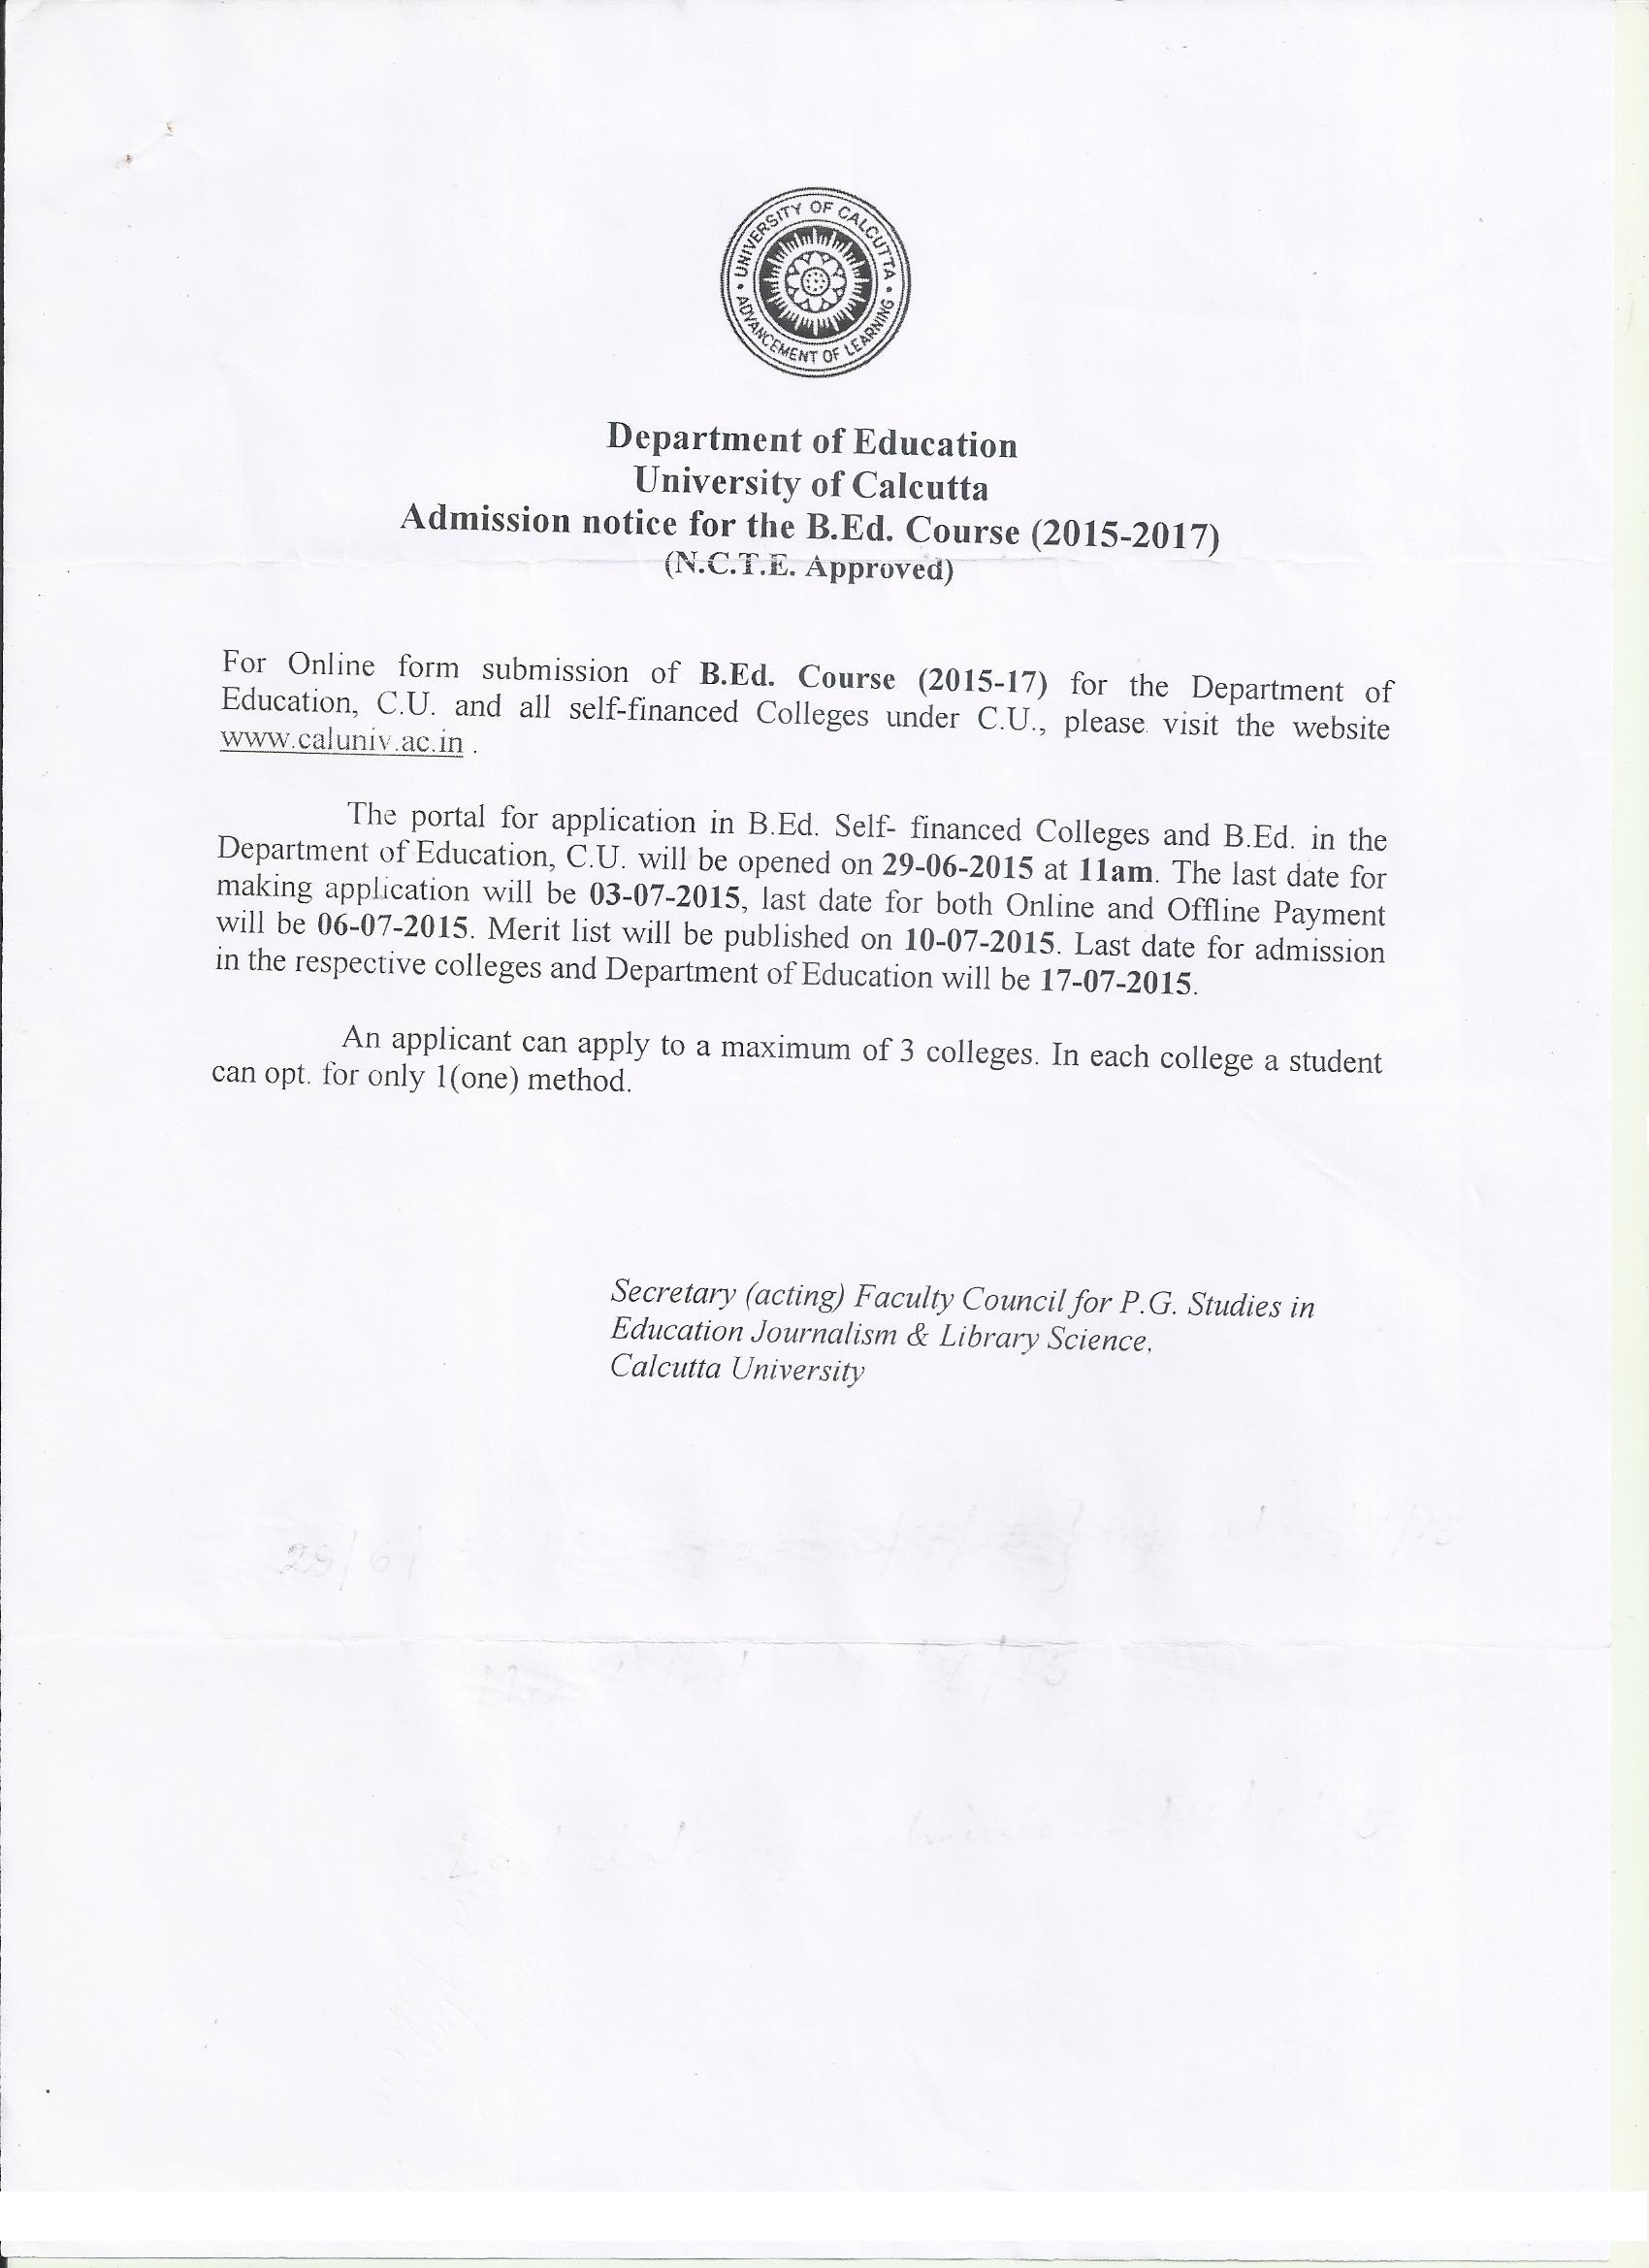 UNIVERSITY OF CALCUTTA
ADVANCEMENT OF LEARNING
Department of Education
University of Calcutta
Admission notice for the B.Ed. Course (2015-2017)
(N.C.T.E. Approved)
For Online form submission of B.Ed. Course (2015-17) for the Department of
Education, C.U. and all self-financed Colleges under C.U., please visit the website
www.caluniv.ac.in .
The portal for application in B.Ed. Self- financed Colleges and B.Ed. in the
Department of Education, C.U. will be opened on 29-06-2015 at 11am. The last date for
making application will be 03-07-2015, last date for both Online and Offline Payment
will be 06-07-2015. Merit list will be published on 10-07-2015. Last date for admission
in the respective colleges and Department of Education will be 17-07-2015.
An applicant can apply to a maximum of 3 colleges. In each college a student
can opt. for only 1(one) method.
Secretary (acting) Faculty Council for P.G. Studies in
Education Journalism & Library Science,
Calcutta University
29/6/